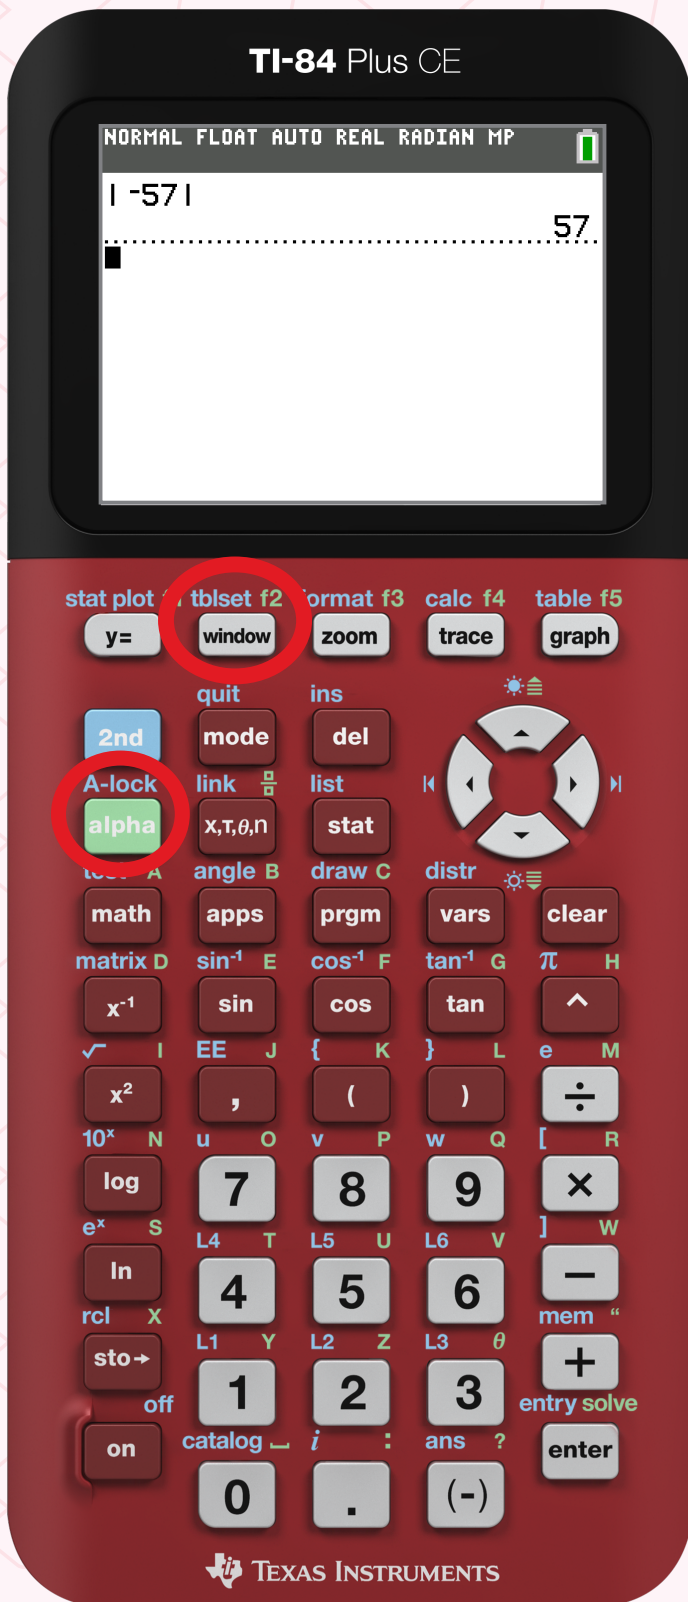 TI-84 Plus CE
NORMAL FLOAT AUTO REAL RADIAN MP
|-57|
57
stat plot tblset f2 format f3 calc f4 table f5
y= window zoom trace graph
quit ins
2nd mode del
A-lock link list
alpha X,T,θ,n stat
A angle B draw C distr
math apps prgm vars clear
matrix D sin⁻¹ E cos⁻¹ F tan⁻¹ G π H
x⁻¹ sin cos tan ^
√ I EE J { K } L e M
x² , ( ) ÷
10ˣ N u O v P w Q [ R
log 7 8 9 ×
eˣ S L4 T L5 U L6 V ] W
ln 4 5 6 −
rcl X L1 Y L2 Z L3 θ mem “
sto→ 1 2 3 +
off catalog ⎵ i : ans ? entry solve
on 0 . (-) enter
TEXAS INSTRUMENTS